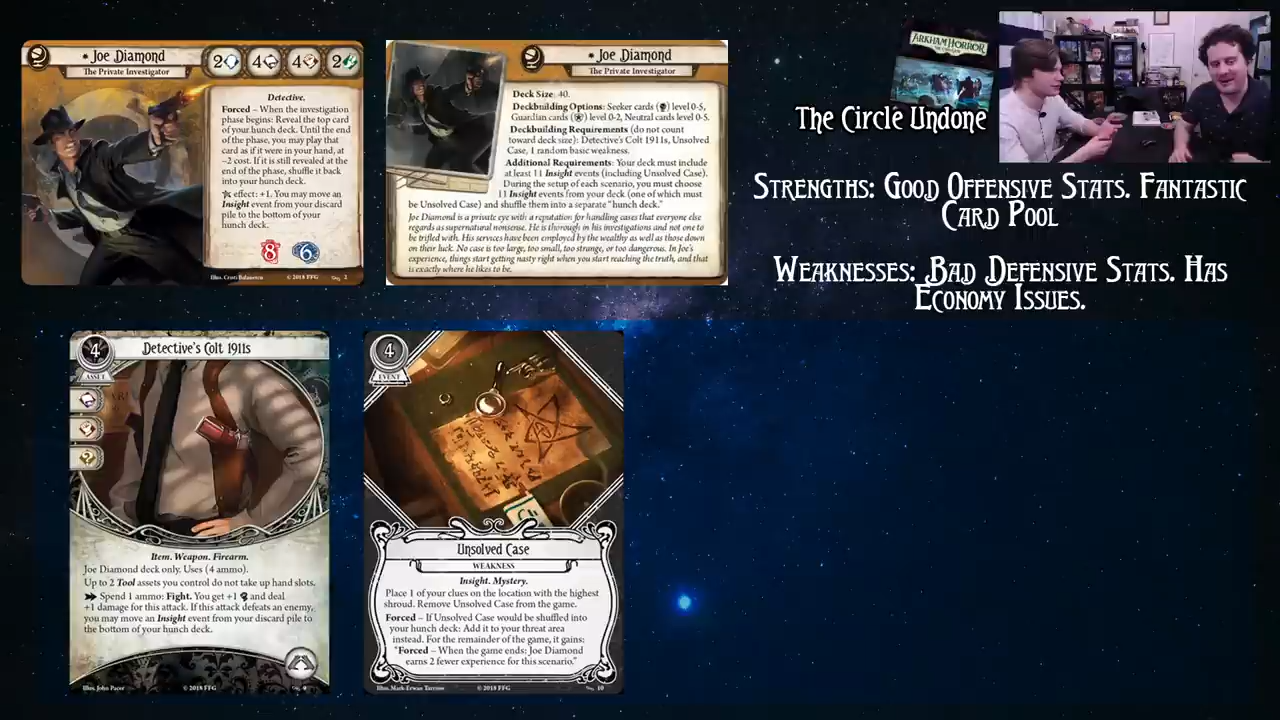 Joe Diamond
The Private Investigator
2
4
4
2
Detective.
Forced – When the investigation
phase begins: Reveal the top card
of your hunch deck. Until the end
of the phase, you may play that
card as if it were in your hand, at
-2 cost. If it is still revealed at the
end of the phase, shuffle it back
into your hunch deck.
effect: +1. You may move an
Insight event from your discard
pile to the bottom of your
hunch deck.
8
6
© 2018 FFG
2
Joe Diamond
The Private Investigator
Deck Size: 40.
Deckbuilding Options: Seeker cards () level 0-5,
Guardian cards () level 0-2, Neutral cards level 0-5.
Deckbuilding Requirements (do not count
toward deck size): Detective's Colt 1911s, Unsolved
Case, 1 random basic weakness.
Additional Requirements: Your deck must include
at least 11 Insight events (including Unsolved Case).
During the setup of each scenario, you must choose
11 Insight events from your deck (one of which must
be Unsolved Case) and shuffle them into a separate "hunch deck."
Joe Diamond is a private eye with a reputation for handling cases that everyone else
regards as supernatural nonsense. He is thorough in his investigations and not one to
be trifled with. His services have been employed by the wealthy as well as those down
on their luck. No case is too large, too small, too strange, or too dangerous. In Joe's
experience, things start getting nasty right when you start reaching the truth, and that
is exactly where he likes to be.
ARKHAM HORROR
The Circle Undone
Strengths: Good Offensive Stats. Fantastic
Card Pool
Weaknesses: Bad Defensive Stats. Has
Economy Issues.
4
Detective's Colt 1911s
ASSET
Item. Weapon. Firearm.
Joe Diamond deck only. Uses (4 ammo).
Up to 2 Tool assets you control do not take up hand slots.
Spend 1 ammo: Fight. You get +1 and deal
+1 damage for this attack. If this attack defeats an enemy,
you may move an Insight event from your discard pile to
the bottom of your hunch deck.
Illus. John Pacer
© 2018 FFG
4
EVENT
Unsolved Case
WEAKNESS
Insight. Mystery.
Place 1 of your clues on the location with the highest
shroud. Remove Unsolved Case from the game.
Forced – If Unsolved Case would be shuffled into
your hunch deck: Add it to your threat area
instead. For the remainder of the game, it gains:
"Forced – When the game ends: Joe Diamond
earns 2 fewer experience for this scenario."
© 2018 FFG
10